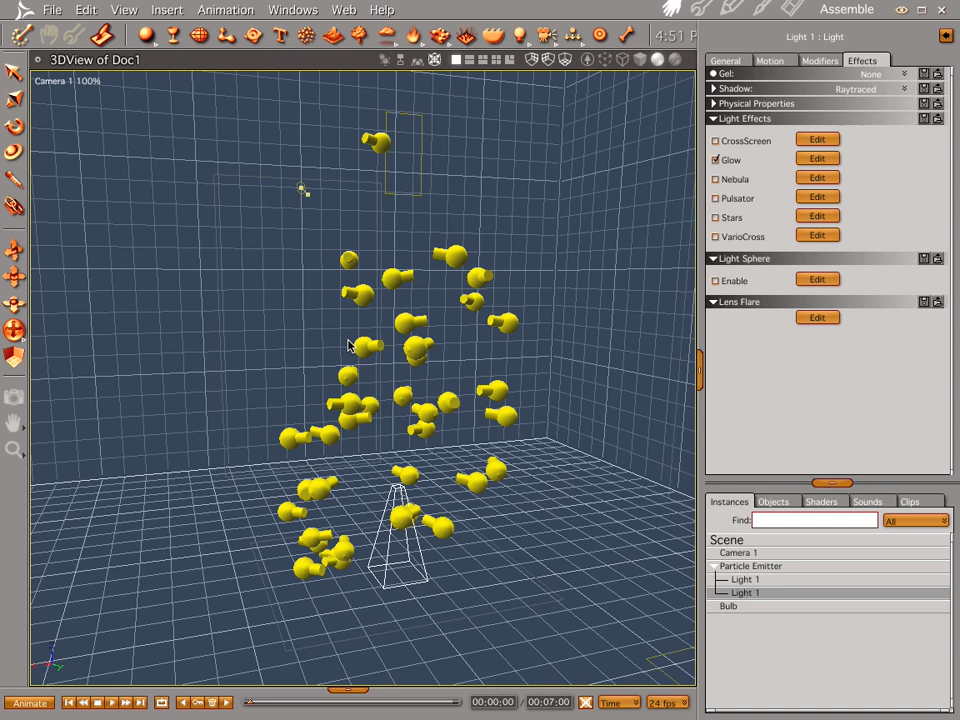 File Edit View Insert Animation Windows Web Help Assemble
4:51 P
3DView of Doc1
Camera 1 100%
Light 1 : Light
General Motion Modifiers Effects
Gel: None
Shadow: Raytraced
Physical Properties
Light Effects
CrossScreen Edit
Glow Edit
Nebula Edit
Pulsator Edit
Stars Edit
VarioCross Edit
Light Sphere
Enable Edit
Lens Flare
Edit
Instances Objects Shaders Sounds Clips
Find: All
Scene
Camera 1
Particle Emitter
Light 1
Light 1
Bulb
Animate 00:00:00 00:07:00 Time 24 fps